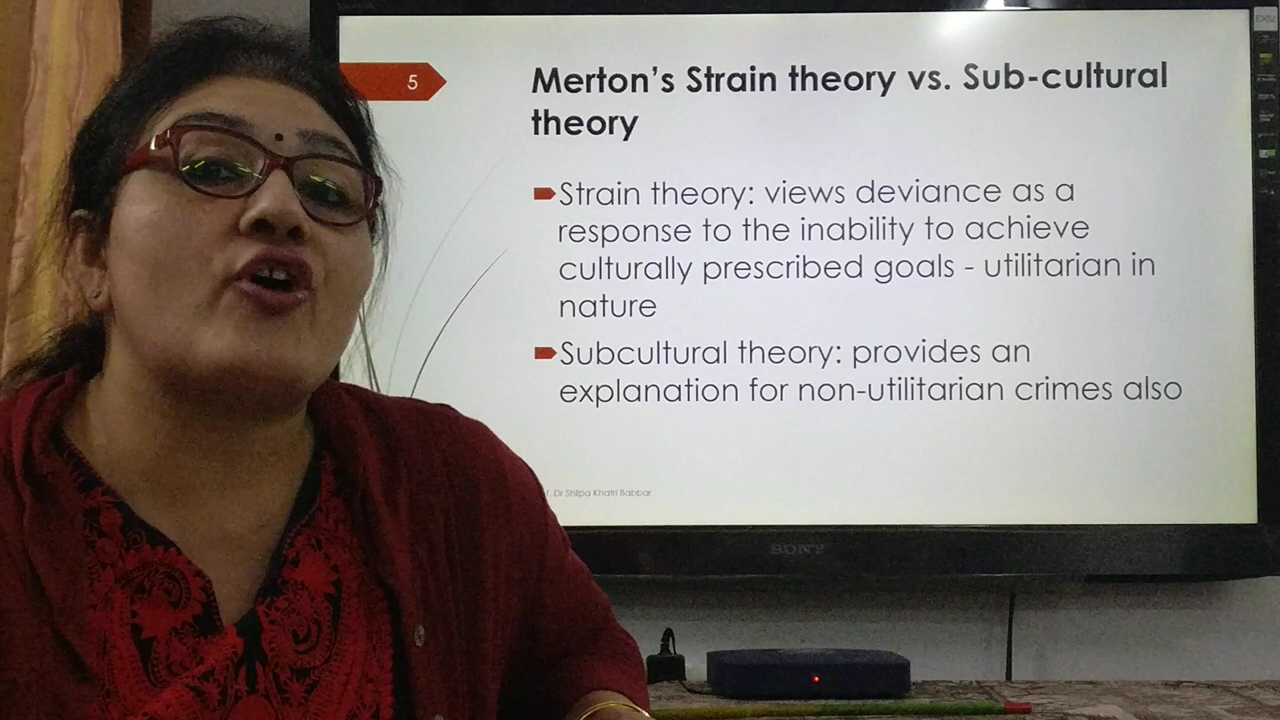 5
Merton's Strain theory vs. Sub-cultural
theory
Strain theory: views deviance as a
response to the inability to achieve
culturally prescribed goals - utilitarian in
nature
Subcultural theory: provides an
explanation for non-utilitarian crimes also
Dr Shilpa Khatri Babbar
SONY